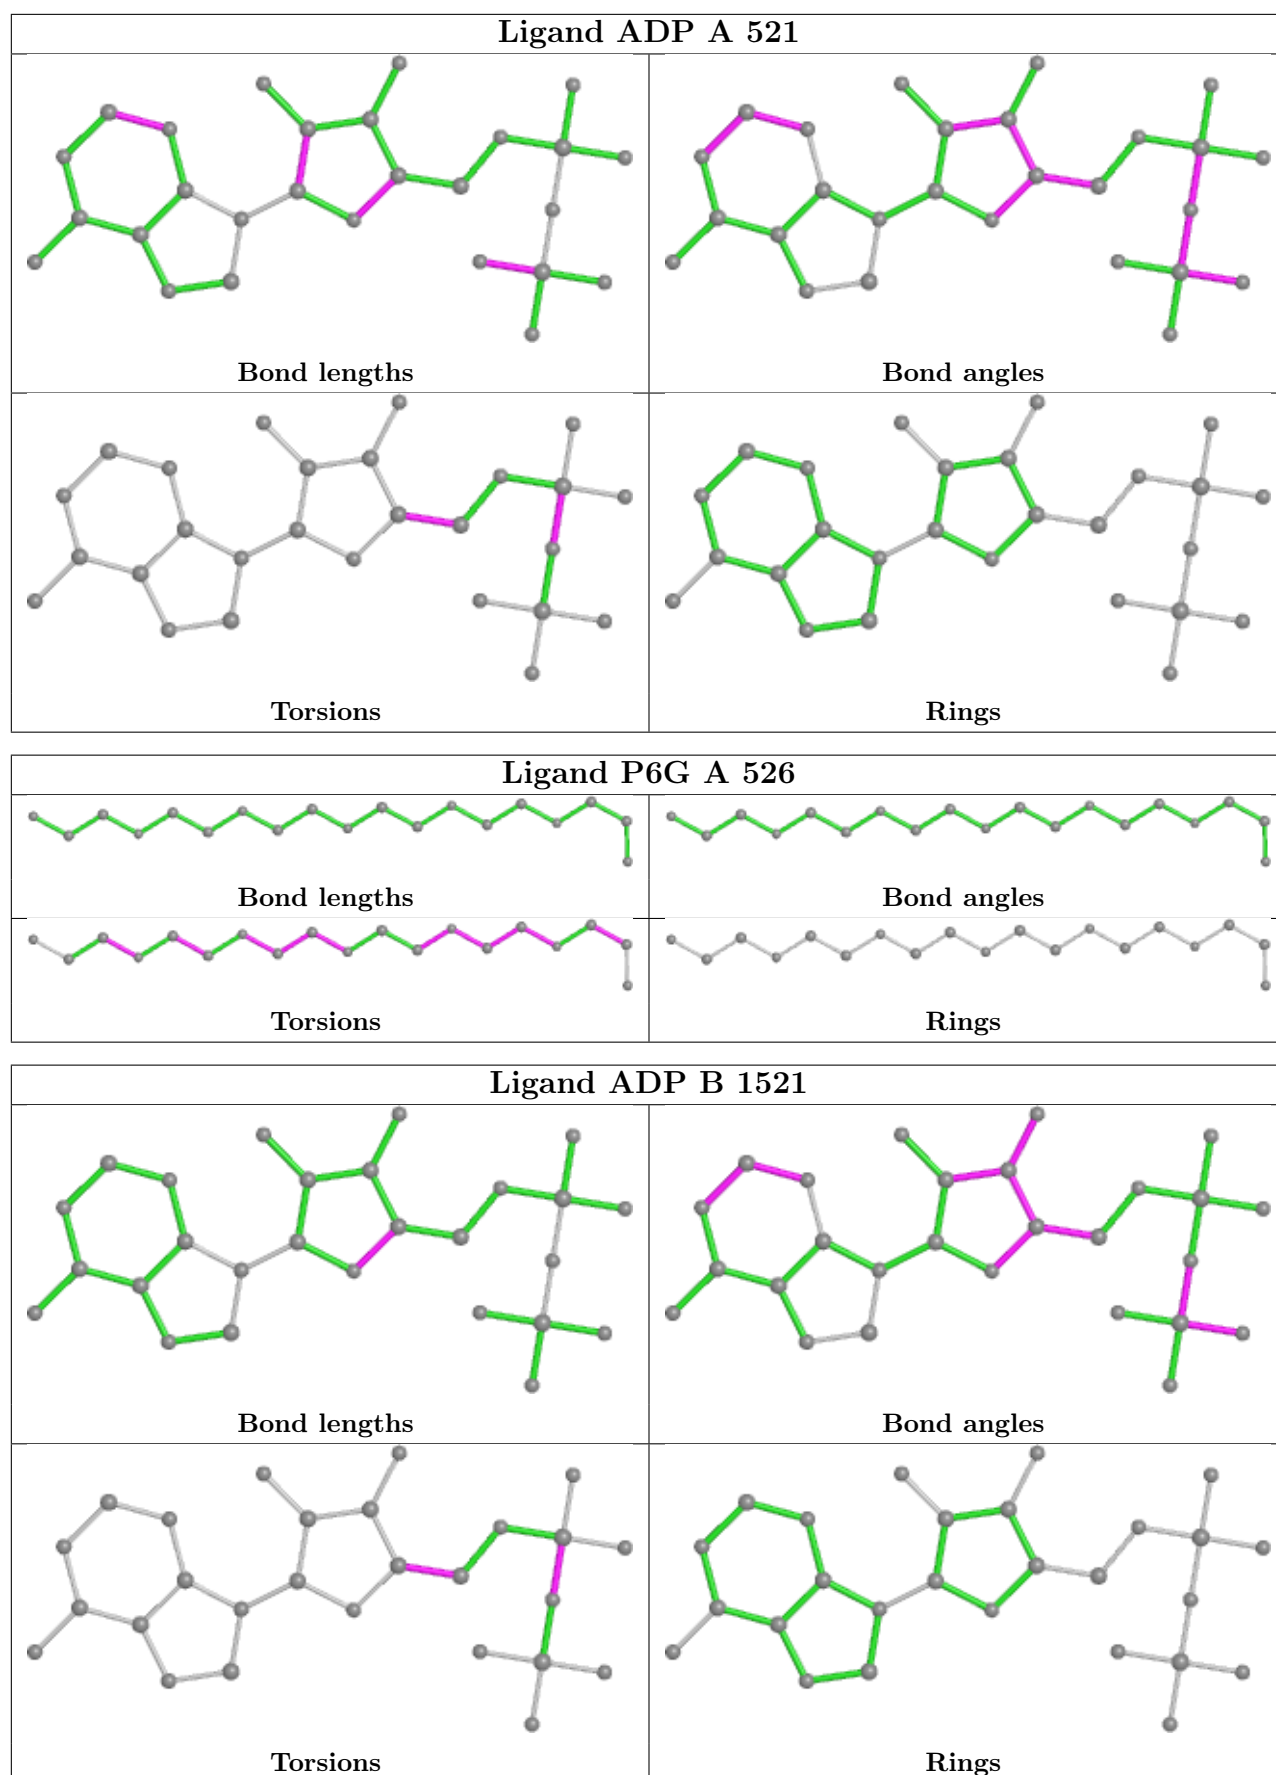 Ligand ADP A 521
Bond lengths
Bond angles
Torsions
Rings
Ligand P6G A 526
Bond lengths
Bond angles
Torsions
Rings
Ligand ADP B 1521
Bond lengths
Bond angles
Torsions
Rings